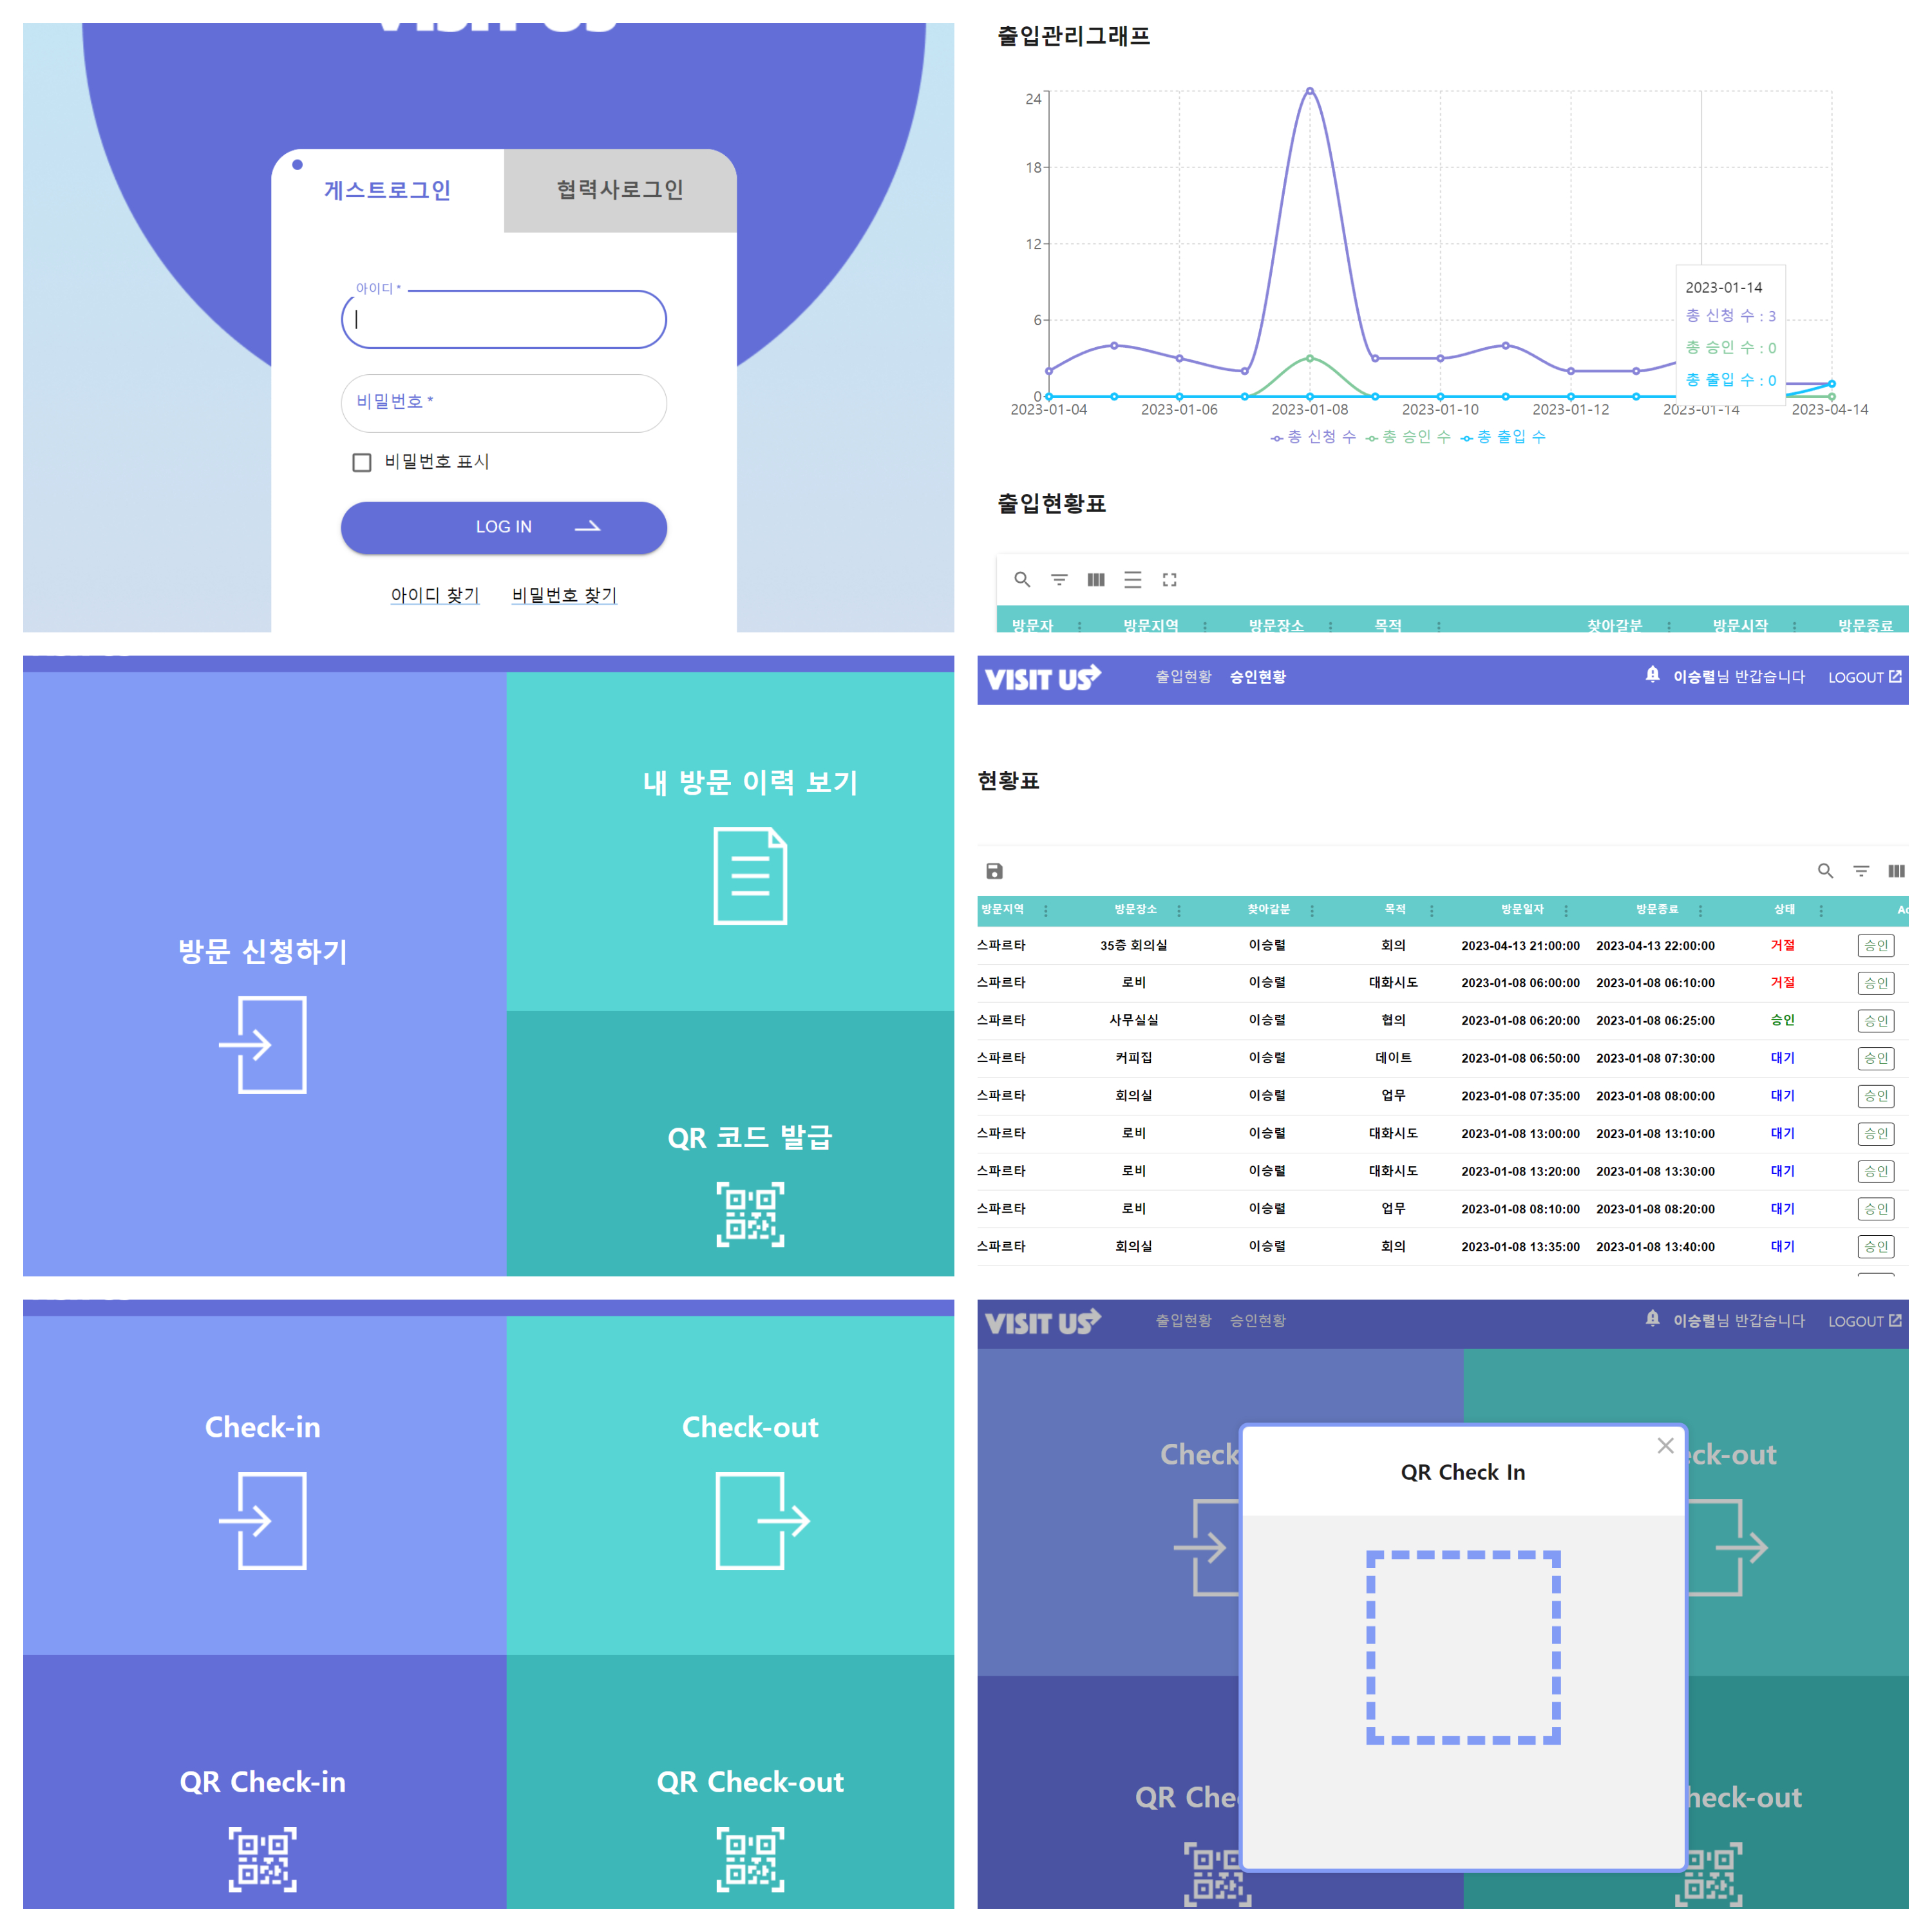 VISIT US
게스트로그인
협력사로그인
아이디 *
비밀번호 *
비밀번호 표시
LOG IN
아이디 찾기 비밀번호 찾기
출입관리그래프
24
18
12
6
0
2023-01-04 2023-01-06 2023-01-08 2023-01-10 2023-01-12 2023-01-14 2023-04-14
2023-01-14
총 신청 수 : 3
총 승인 수 : 0
총 출입 수 : 0
총 신청 수 총 승인 수 총 출입 수
출입현황표
방문자 방문지역 방문장소 목적 찾아갈분 방문시작 방문종료
방문 신청하기
내 방문 이력 보기
QR 코드 발급
VISIT US 출입현황 승인현황 이승렬님 반갑습니다 LOGOUT
현황표
방문지역 방문장소 찾아갈분 목적 방문일자 방문종료 상태
스파르타 35층 회의실 이승렬 회의 2023-04-13 21:00:00 2023-04-13 22:00:00 거절 승인
스파르타 로비 이승렬 대화시도 2023-01-08 06:00:00 2023-01-08 06:10:00 거절 승인
스파르타 사무실실 이승렬 협의 2023-01-08 06:20:00 2023-01-08 06:25:00 승인 승인
스파르타 커피집 이승렬 데이트 2023-01-08 06:50:00 2023-01-08 07:30:00 대기 승인
스파르타 회의실 이승렬 업무 2023-01-08 07:35:00 2023-01-08 08:00:00 대기 승인
스파르타 로비 이승렬 대화시도 2023-01-08 13:00:00 2023-01-08 13:10:00 대기 승인
스파르타 로비 이승렬 대화시도 2023-01-08 13:20:00 2023-01-08 13:30:00 대기 승인
스파르타 로비 이승렬 업무 2023-01-08 08:10:00 2023-01-08 08:20:00 대기 승인
스파르타 회의실 이승렬 회의 2023-01-08 13:35:00 2023-01-08 13:40:00 대기 승인
Check-in
Check-out
QR Check-in
QR Check-out
VISIT US 출입현황 승인현황 이승렬님 반갑습니다 LOGOUT
QR Check In
Check
eck-out
QR Che
heck-out